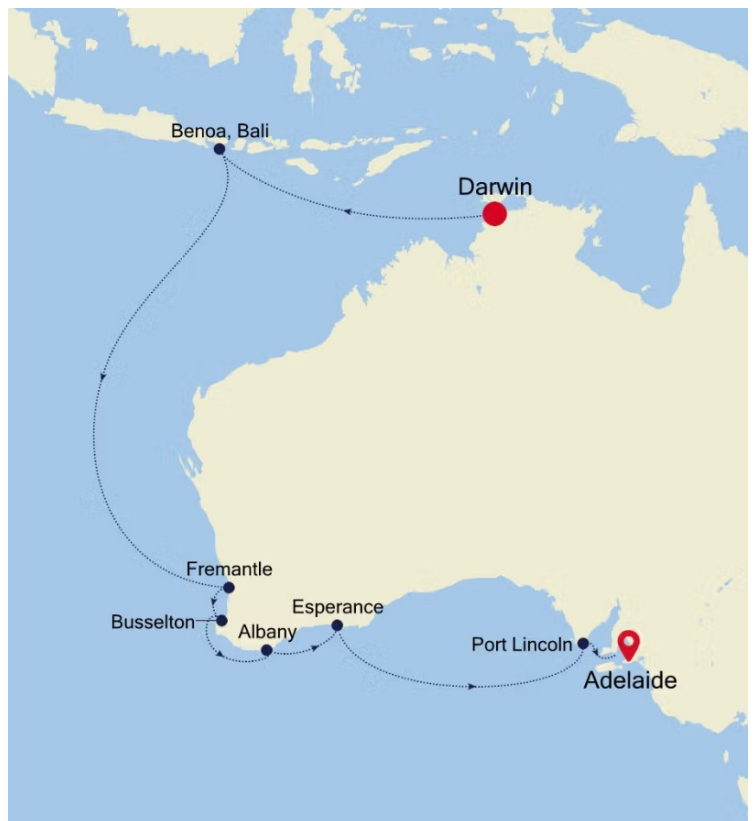 Benoa, Bali
Darwin
Fremantle
Busselton
Albany
Esperance
Port Lincoln
Adelaide